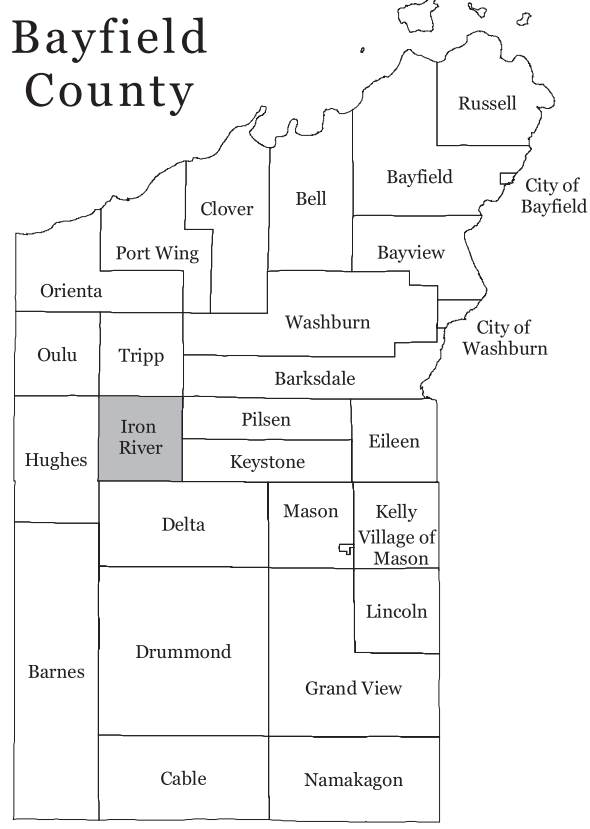 Bayfield
County
Russell
Bayfield
City of
Bayfield
Clover
Bell
Port Wing
Bayview
Orienta
Washburn
City of
Washburn
Oulu
Tripp
Barksdale
Iron
River
Pilsen
Eileen
Hughes
Keystone
Delta
Mason
Kelly
Village of
Mason
Lincoln
Drummond
Barnes
Grand View
Cable
Namakagon